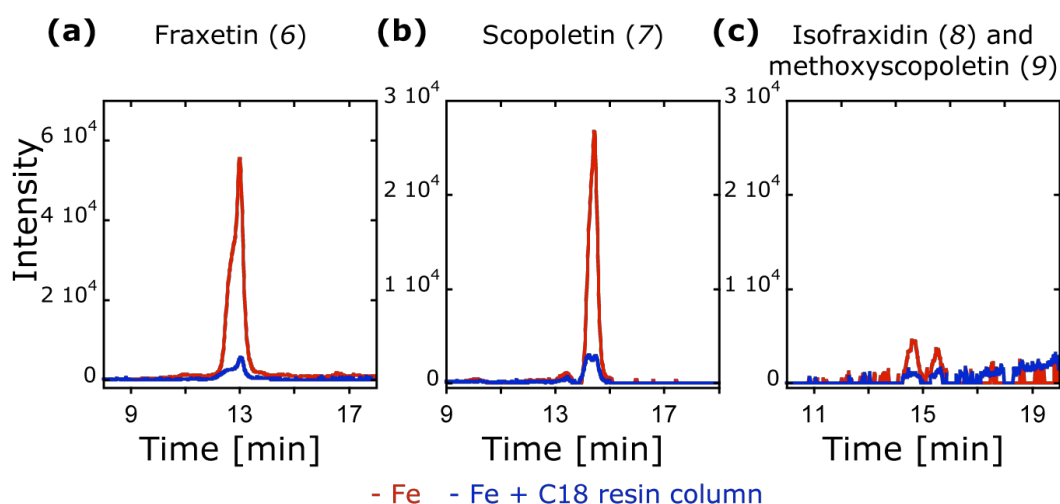 (a) Fraxetin (6)
(b) Scopoletin (7)
(c) Isofraxidin (8) and
methoxyscopoletin (9)
Intensity
6 10⁴
4 10⁴
2 10⁴
0
9 13 17
Time [min]
3 10⁴
2 10⁴
1 10⁴
0
9 13 17
Time [min]
3 10⁴
2 10⁴
1 10⁴
0
11 15 19
Time [min]
- Fe - Fe + C18 resin column